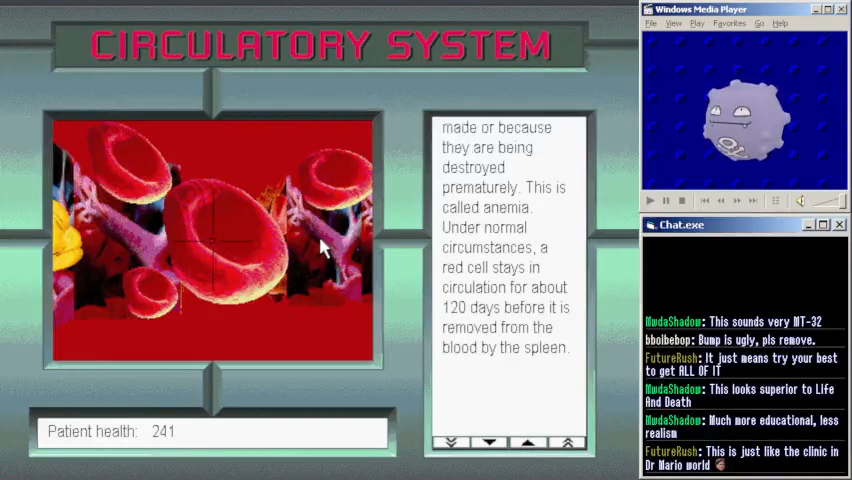 CIRCULATORY SYSTEM
made or because
they are being
destroyed
prematurely. This is
called anemia.
Under normal
circumstances, a
red cell stays in
circulation for about
120 days before it is
removed from the
blood by the spleen.
Patient health: 241
Windows Media Player
File View Play Favorites Go Help
Chat.exe
MwdaShadow: This sounds very MT-32
bboibebop: Bump is ugly, pls remove.
FutureRush: It just means try your best
to get ALL OF IT
MwdaShadow: This looks superior to Life
And Death
MwdaShadow: Much more educational, less
realism
FutureRush: This is just like the clinic in
Dr Mario world